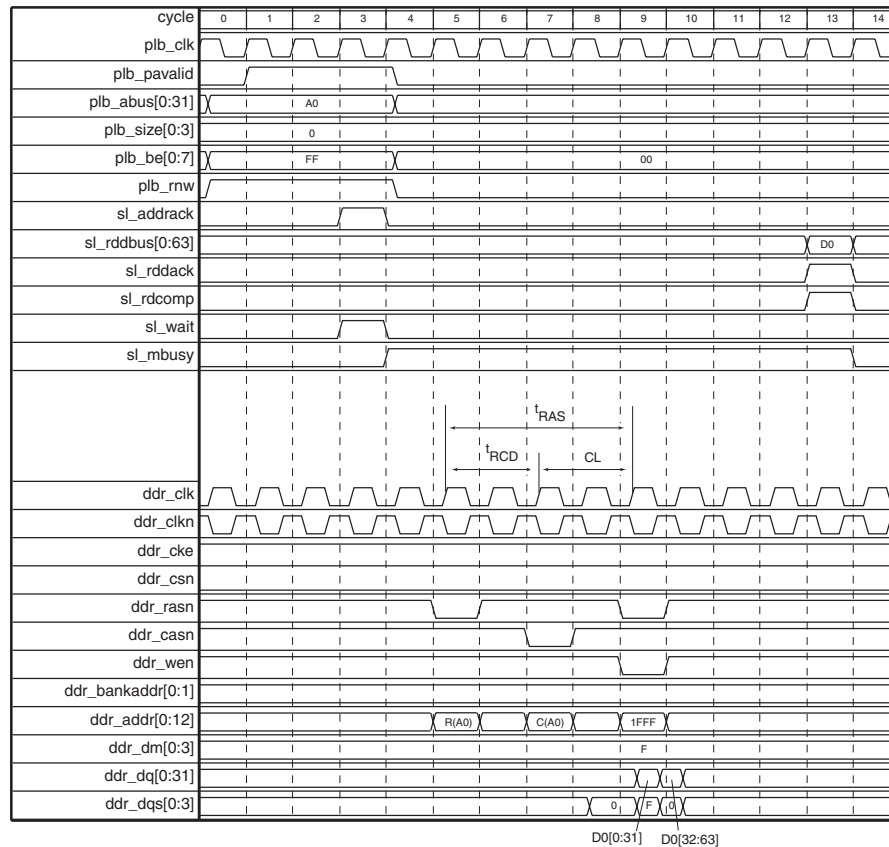 cycle 0 1 2 3 4 5 6 7 8 9 10 11 12 13 14
plb_clk
plb_pavalid
plb_abus[0:31] A0
plb_size[0:3] 0
plb_be[0:7] FF 00
plb_rnw
sl_addrack
sl_rddbus[0:63] D0
sl_rddack
sl_rdcomp
sl_wait
sl_mbusy
tRAS
tRCD CL
ddr_clk
ddr_clkn
ddr_cke
ddr_csn
ddr_rasn
ddr_casn
ddr_wen
ddr_bankaddr[0:1]
ddr_addr[0:12] R(A0) C(A0) 1FFF
ddr_dm[0:3] F
ddr_dq[0:31]
ddr_dqs[0:3] 0 F 0
D0[0:31] D0[32:63]